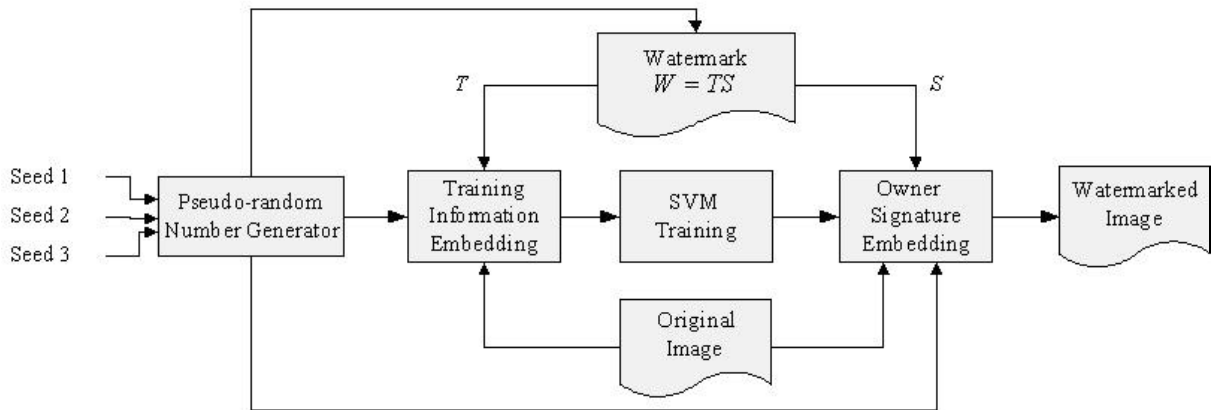 Watermark
W = TS
T
S
Seed 1
Seed 2
Seed 3
Pseudo-random
Number Generator
Training
Information
Embedding
SVM
Training
Owner
Signature
Embedding
Watermarked
Image
Original
Image